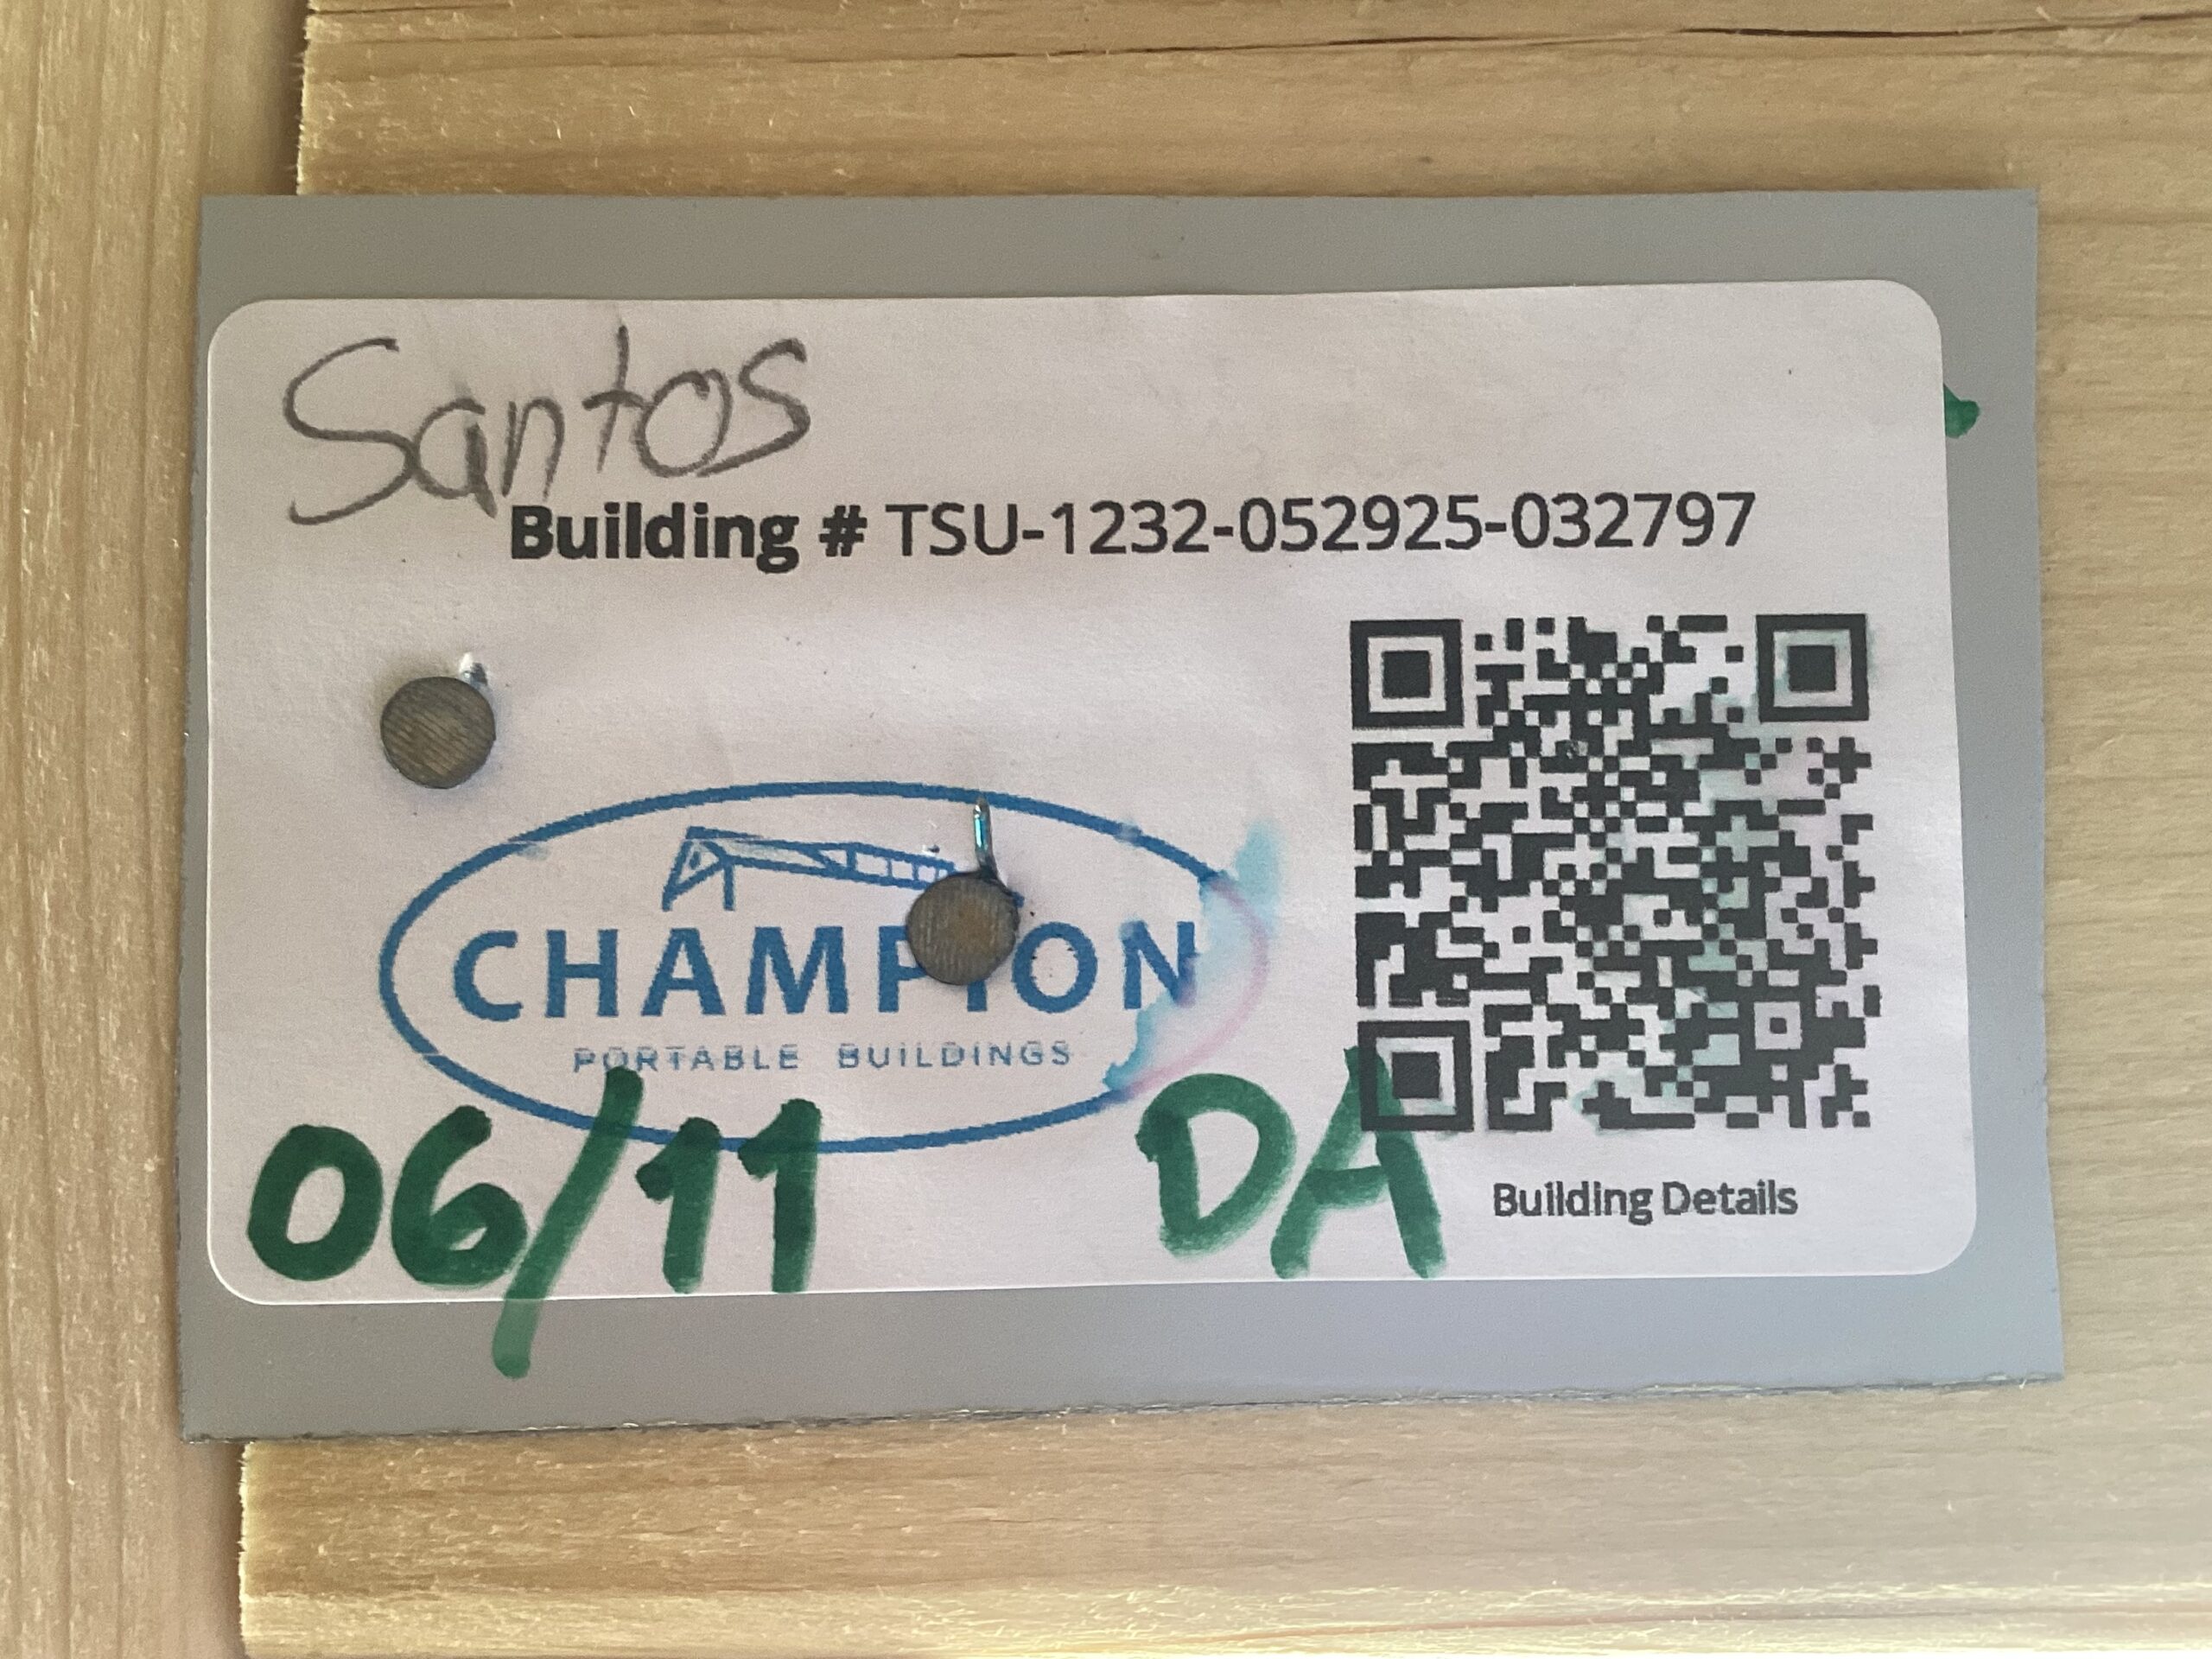 Santos
Building # TSU-1232-052925-032797
CHAMPION
PORTABLE BUILDINGS
06/11 DA
Building Details